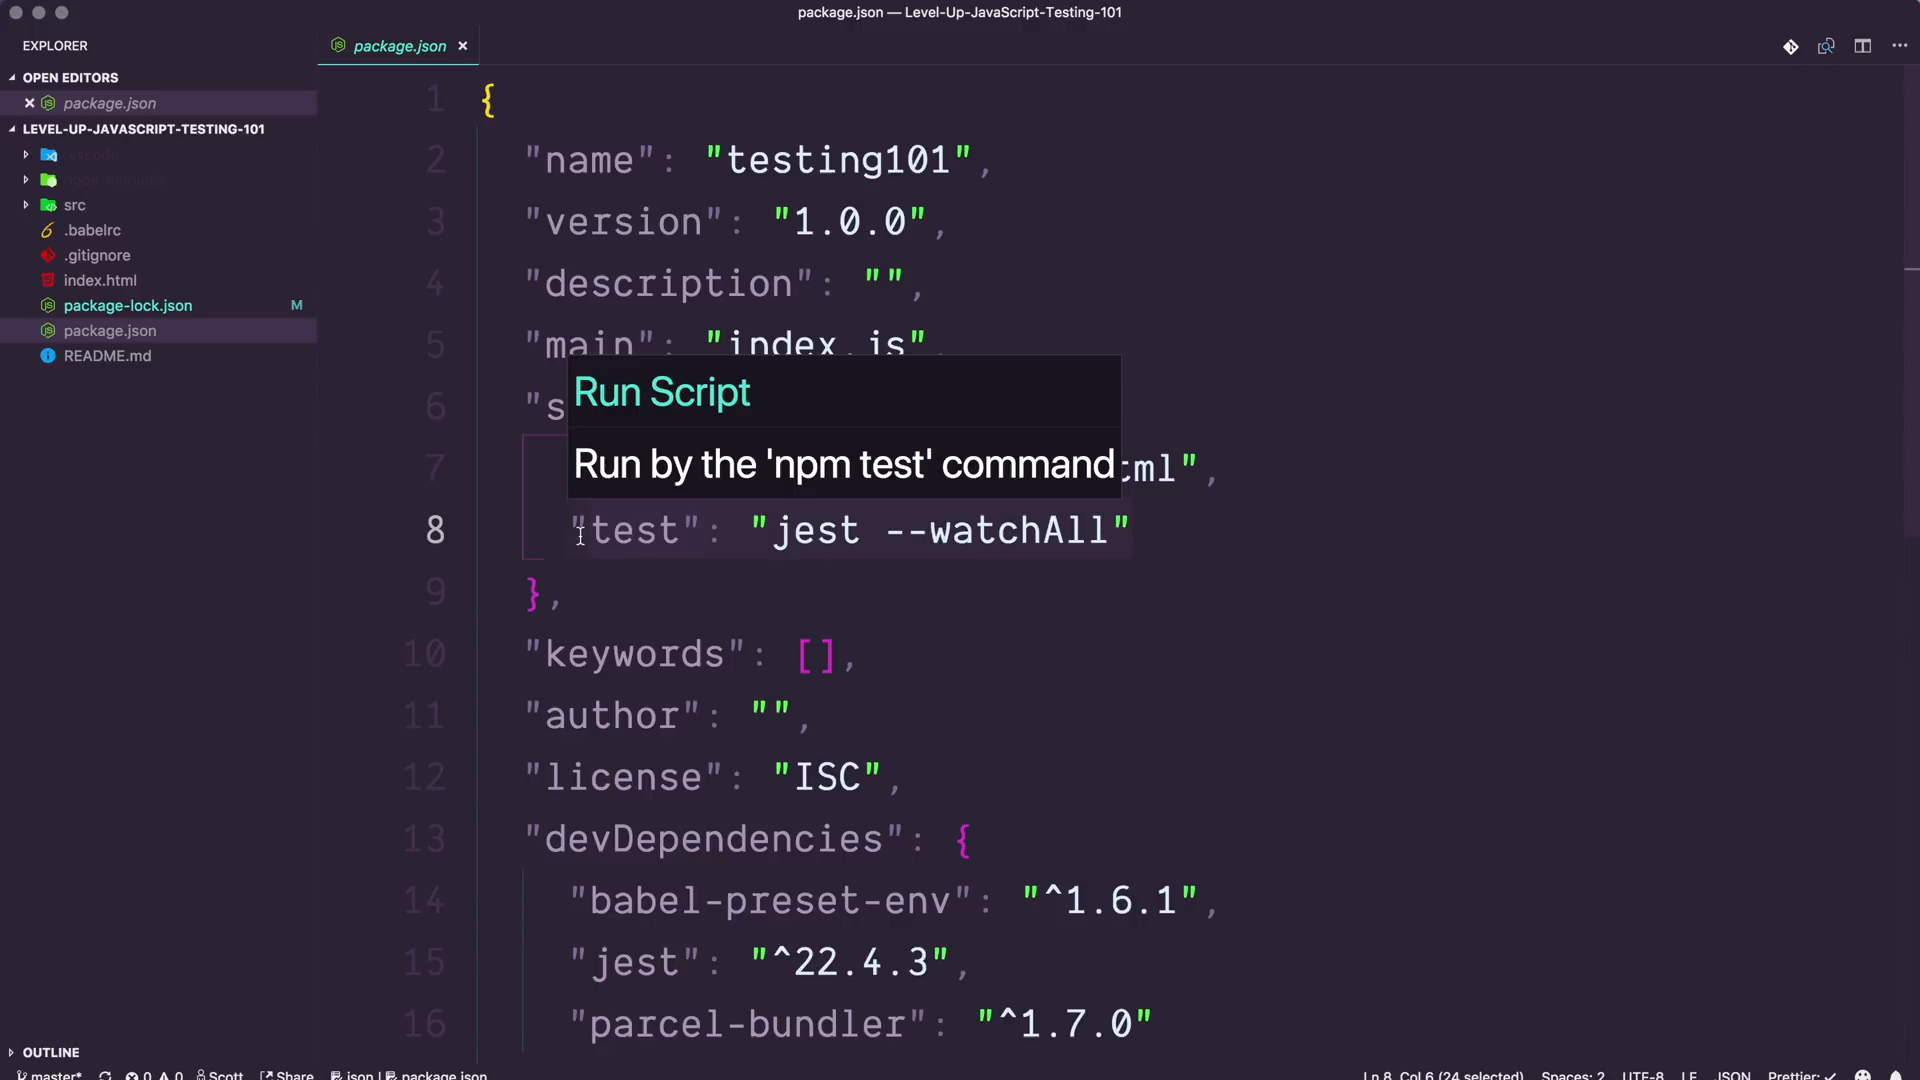 package.json — Level-Up-JavaScript-Testing-101
EXPLORER
OPEN EDITORS
package.json
LEVEL-UP-JAVASCRIPT-TESTING-101
.vscode
node_modules
src
.babelrc
.gitignore
index.html
package-lock.json M
package.json
README.md
OUTLINE
package.json
1 {
2 "name": "testing101",
3 "version": "1.0.0",
4 "description": "",
5 "main": "index.js",
6 "s
Run Script
7
Run by the 'npm test' command
tml",
8 "test": "jest --watchAll"
9 },
10 "keywords": [],
11 "author": "",
12 "license": "ISC",
13 "devDependencies": {
14 "babel-preset-env": "^1.6.1",
15 "jest": "^22.4.3",
16 "parcel-bundler": "^1.7.0"
master* 0 0 Scott Share json | package.json
Ln 8, Col 6 (24 selected) Spaces: 2 UTF-8 LF JSON Prettier: ✓